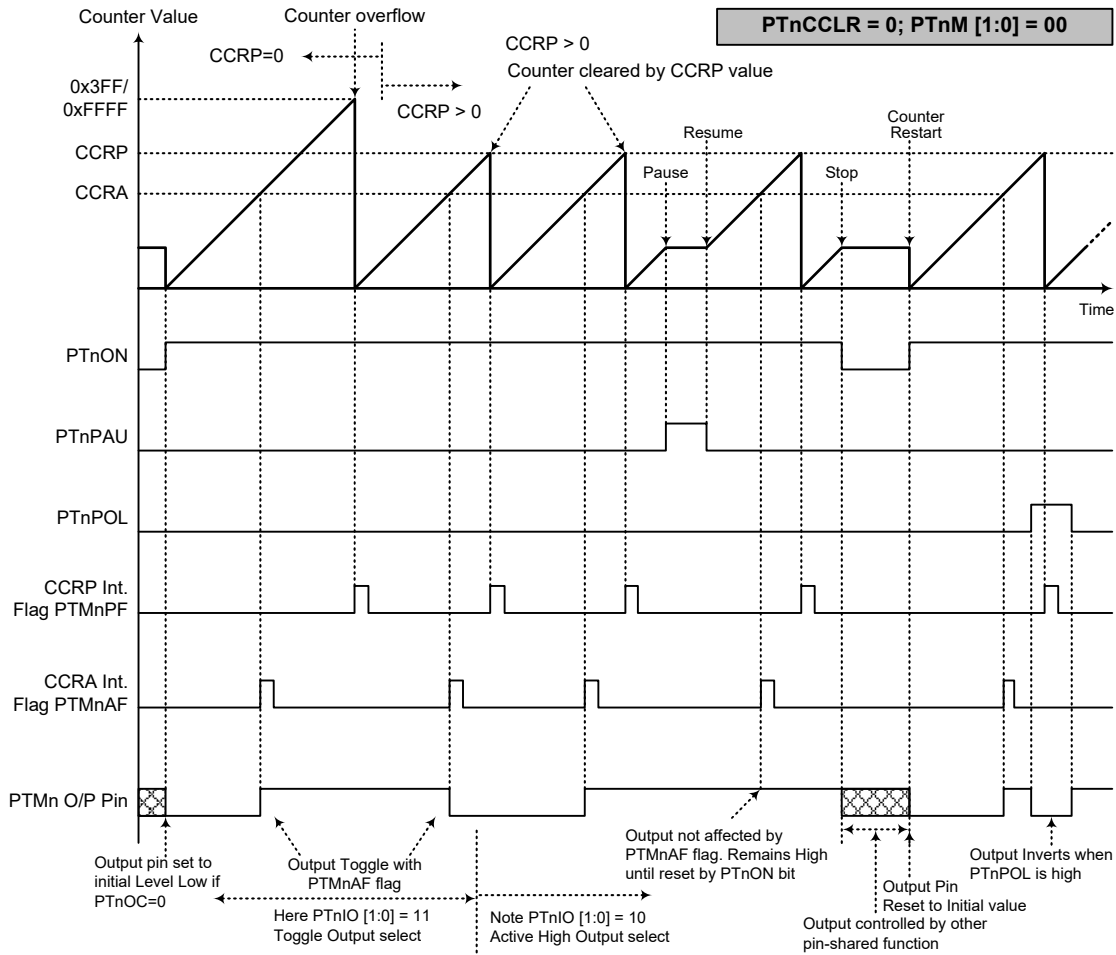 Counter Value
Counter overflow
PTnCCLR = 0; PTnM [1:0] = 00
CCRP=0
CCRP > 0
CCRP > 0
Counter cleared by CCRP value
0x3FF/
0xFFFF
CCRP
CCRA
Pause
Resume
Stop
Counter
Restart
Time
PTnON
PTnPAU
PTnPOL
CCRP Int.
Flag PTMnPF
CCRA Int.
Flag PTMnAF
PTMn O/P Pin
Output pin set to
initial Level Low if
PTnOC=0
Output Toggle with
PTMnAF flag
Here PTnIO [1:0] = 11
Toggle Output select
Note PTnIO [1:0] = 10
Active High Output select
Output not affected by
PTMnAF flag. Remains High
until reset by PTnON bit
Output Pin
Reset to Initial value
Output controlled by other
pin-shared function
Output Inverts when
PTnPOL is high